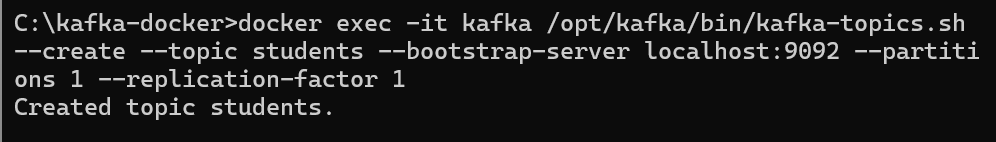 C:\kafka-docker>docker exec -it kafka /opt/kafka/bin/kafka-topics.sh
--create --topic students --bootstrap-server localhost:9092 --partiti
ons 1 --replication-factor 1
Created topic students.